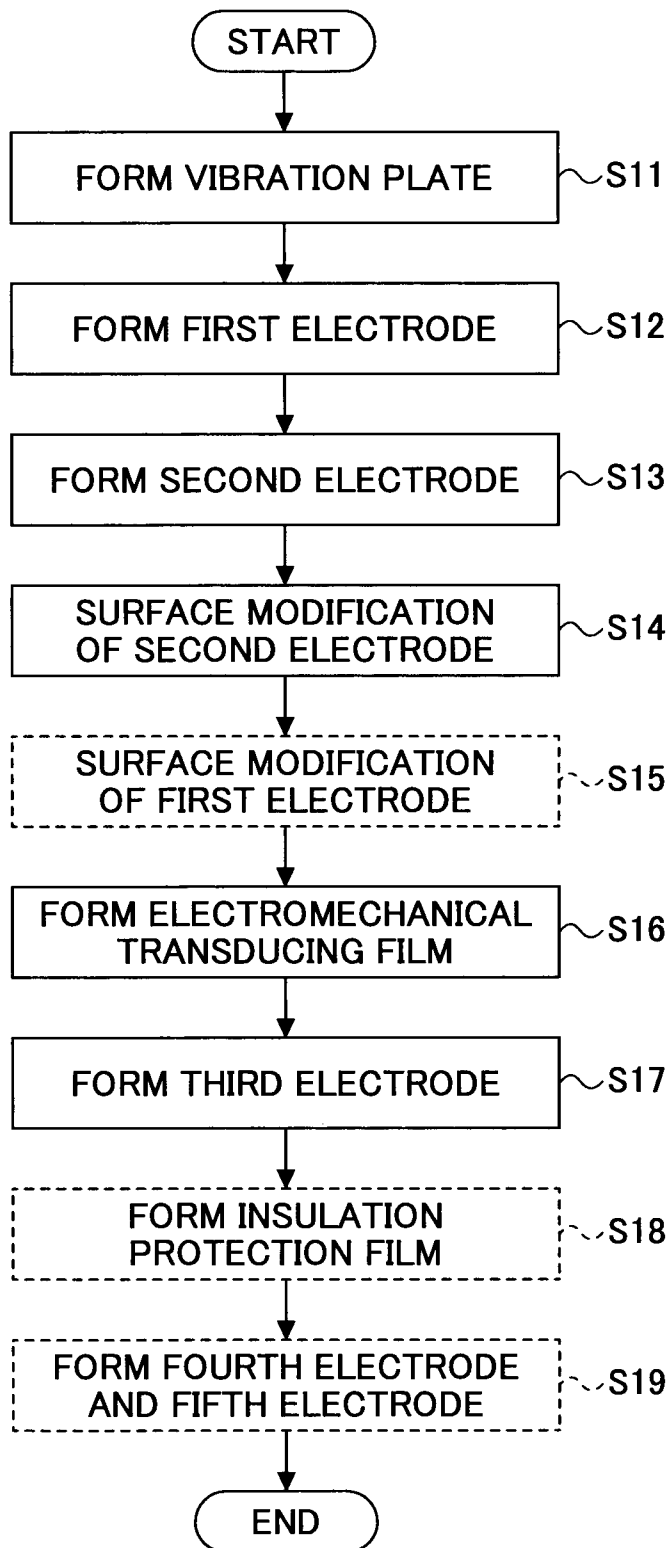 START
FORM VIBRATION PLATE
S11
FORM FIRST ELECTRODE
S12
FORM SECOND ELECTRODE
S13
SURFACE MODIFICATION
OF SECOND ELECTRODE
S14
SURFACE MODIFICATION
OF FIRST ELECTRODE
S15
FORM ELECTROMECHANICAL
TRANSDUCING FILM
S16
FORM THIRD ELECTRODE
S17
FORM INSULATION
PROTECTION FILM
S18
FORM FOURTH ELECTRODE
AND FIFTH ELECTRODE
S19
END